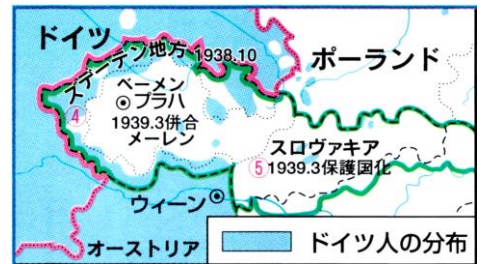 ドイツ
ズデーテン地方 1938.10
ポーランド
ベーメン
プラハ
④
1939.3併合
メーレン
スロヴァキア
⑤ 1939.3保護国化
ウィーン
オーストリア
ドイツ人の分布